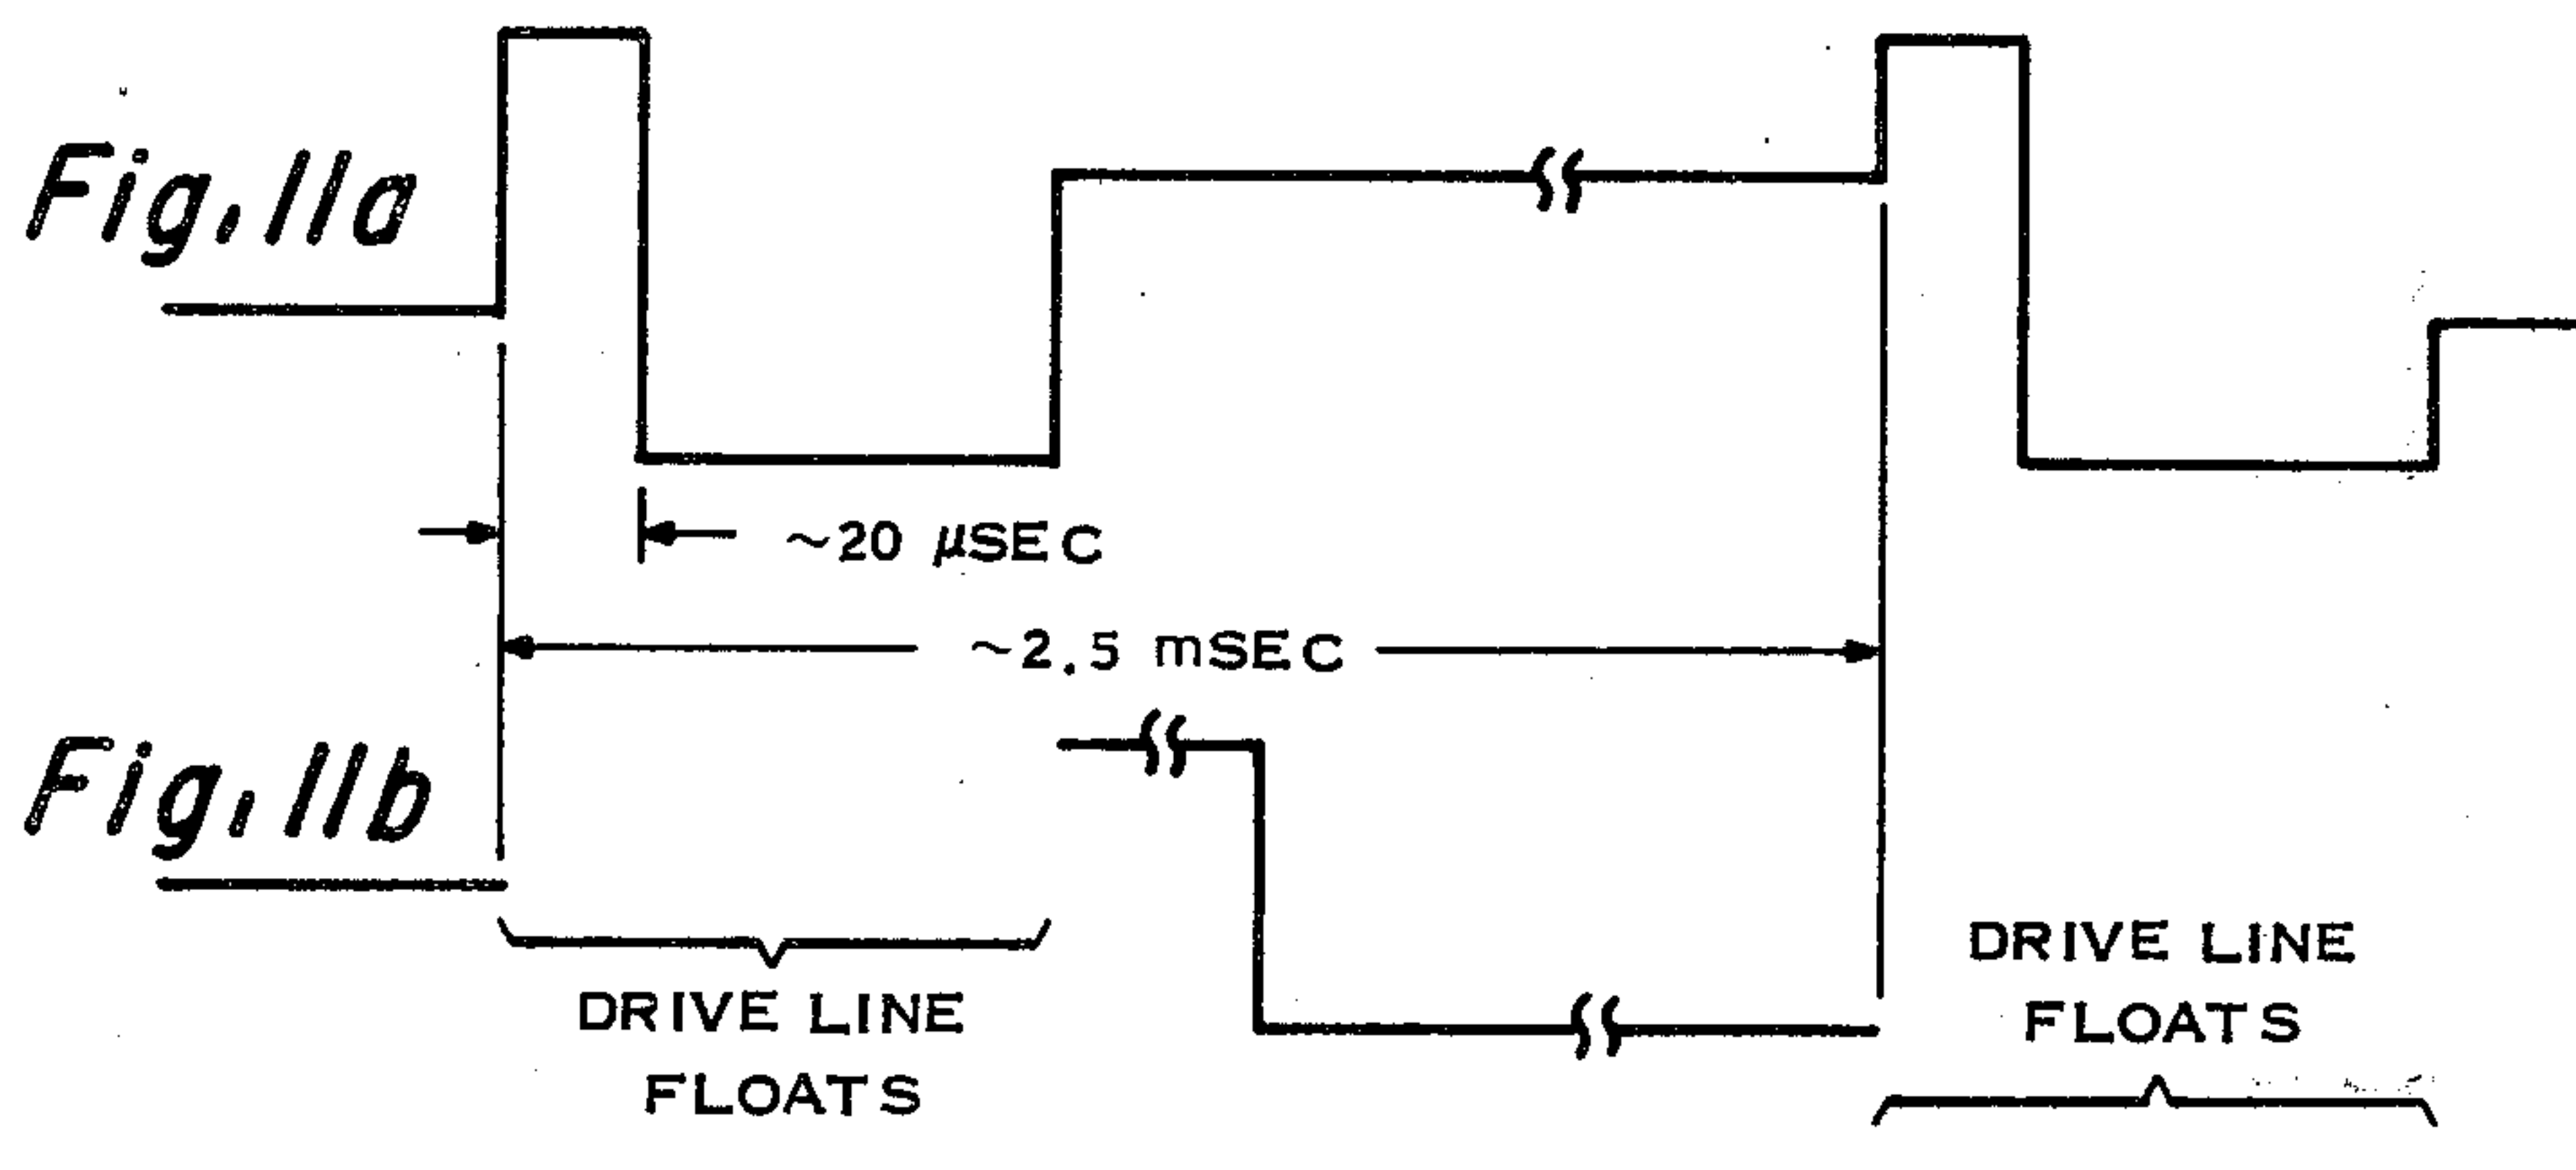 Fig. 11a
~20 μSEC
~2.5 mSEC
Fig. 11b
DRIVE LINE
FLOATS
DRIVE LINE
FLOATS